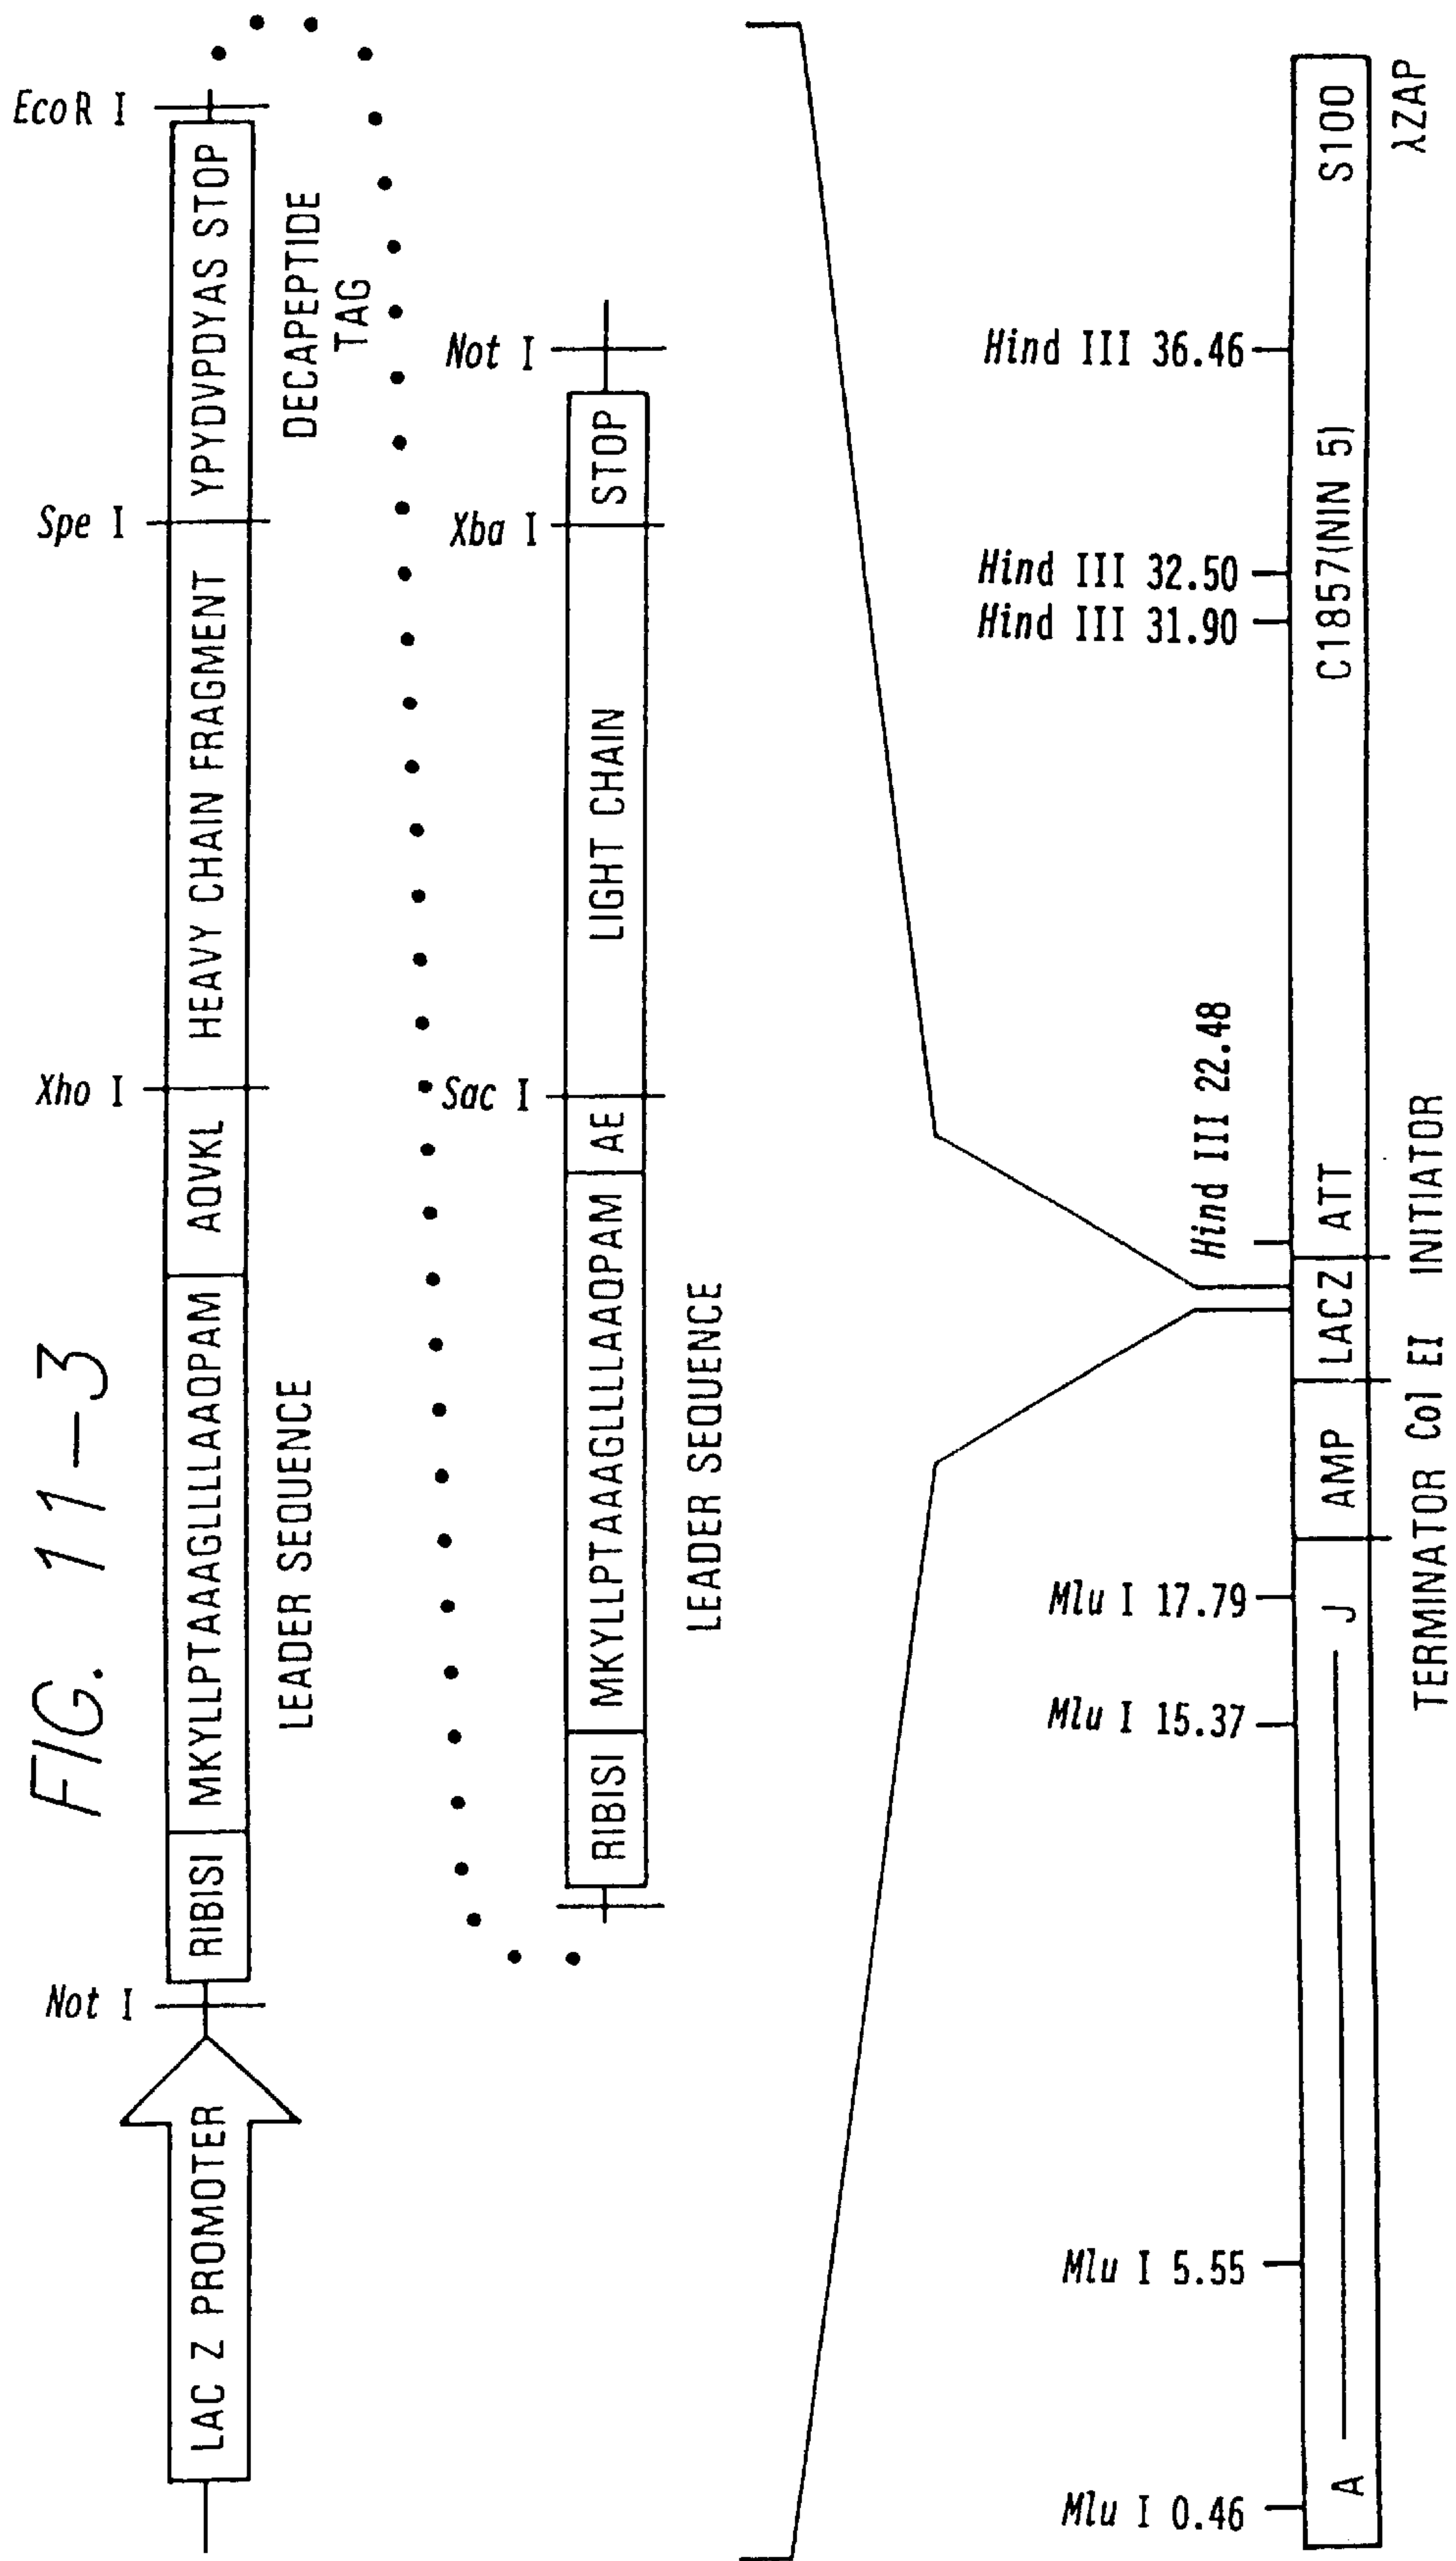 FIG. 11-3
Not I
Xho I
Spe I
EcoR I
LAC Z PROMOTER
RIBISI
MKYLLPTAAAGLLLLAAQPAM
AQVKL
HEAVY CHAIN FRAGMENT
YPYDVPDYAS STOP
LEADER SEQUENCE
DECAPEPTIDE
TAG
Sac I
Xba I
Not I
RIBISI
MKYLLPTAAAGLLLLAAQPAM
AE
LIGHT CHAIN
STOP
LEADER SEQUENCE
Mlu I 0.46
Mlu I 5.55
Mlu I 15.37
Mlu I 17.79
Hind III 22.48
Hind III 31.90
Hind III 32.50
Hind III 36.46
A
J
AMP
LACZ
ATT
C1857(NIN 5)
S100
TERMINATOR Col EI INITIATOR
λZAP